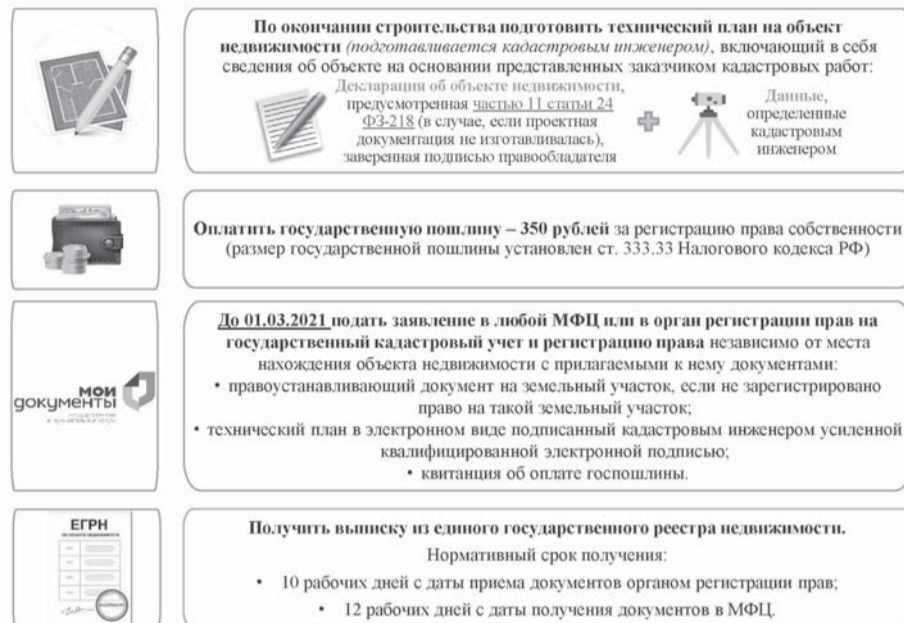 По окончании строительства подготовить технический план на объект
недвижимости (подготавливается кадастровым инженером), включающий в себя
сведения об объекте на основании представленных заказчиком кадастровых работ:
Декларация об объекте недвижимости,
предусмотренная частью 11 статьи 24
ФЗ-218 (в случае, если проектная
документация не изготавливалась),
заверенная подписью правообладателя
Данные,
определенные
кадастровым
инженером
Оплатить государственную пошлину – 350 рублей за регистрацию права собственности
(размер государственной пошлины установлен ст. 333.33 Налогового кодекса РФ)
мои
документы
До 01.03.2021 подать заявление в любой МФЦ или в орган регистрации прав на
государственный кадастровый учет и регистрацию права независимо от места
нахождения объекта недвижимости с прилагаемыми к нему документами:
• правоустанавливающий документ на земельный участок, если не зарегистрировано
право на такой земельный участок;
• технический план в электронном виде подписанный кадастровым инженером усиленной
квалифицированной электронной подписью;
• квитанция об оплате госпошлины.
ЕГРН
Получить выписку из единого государственного реестра недвижимости.
Нормативный срок получения:
• 10 рабочих дней с даты приема документов органом регистрации прав;
• 12 рабочих дней с даты получения документов в МФЦ.